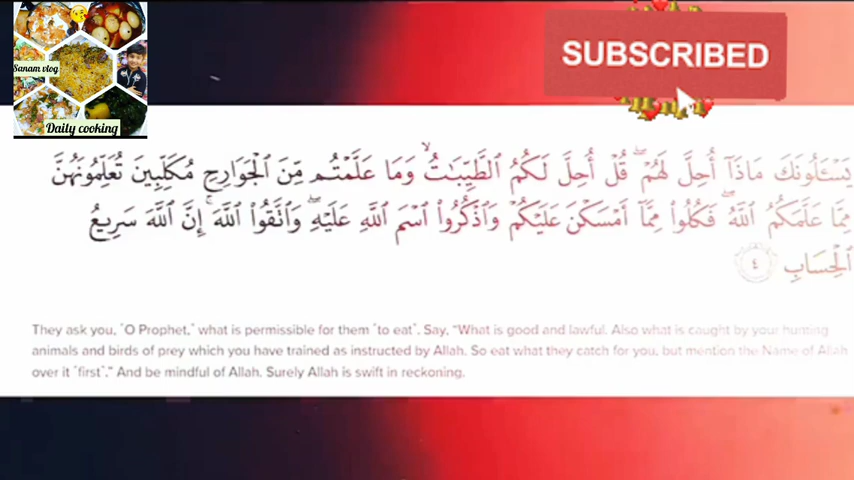 Sanam vlog
Daily cooking
SUBSCRIBED
يَسْـَٔلُونَكَ مَاذَآ أُحِلَّ لَهُمْ ۖ قُلْ أُحِلَّ لَكُمُ ٱلطَّيِّبَـٰتُ ۙ وَمَا عَلَّمْتُم مِّنَ ٱلْجَوَارِحِ مُكَلِّبِينَ تُعَلِّمُونَهُنَّ
مِمَّا عَلَّمَكُمُ ٱللَّهُ ۖ فَكُلُوا۟ مِمَّآ أَمْسَكْنَ عَلَيْكُمْ وَٱذْكُرُوا۟ ٱسْمَ ٱللَّهِ عَلَيْهِ ۖ وَٱتَّقُوا۟ ٱللَّهَ ۚ إِنَّ ٱللَّهَ سَرِيعُ
ٱلْحِسَابِ ٤
They ask you, ˹O Prophet,˺ what is permissible for them ˹to eat˺. Say, “What is good and lawful. Also what is caught by your hunting
animals and birds of prey which you have trained as instructed by Allah. So eat what they catch for you, but mention the Name of Allah
over it ˹first˺.” And be mindful of Allah. Surely Allah is swift in reckoning.